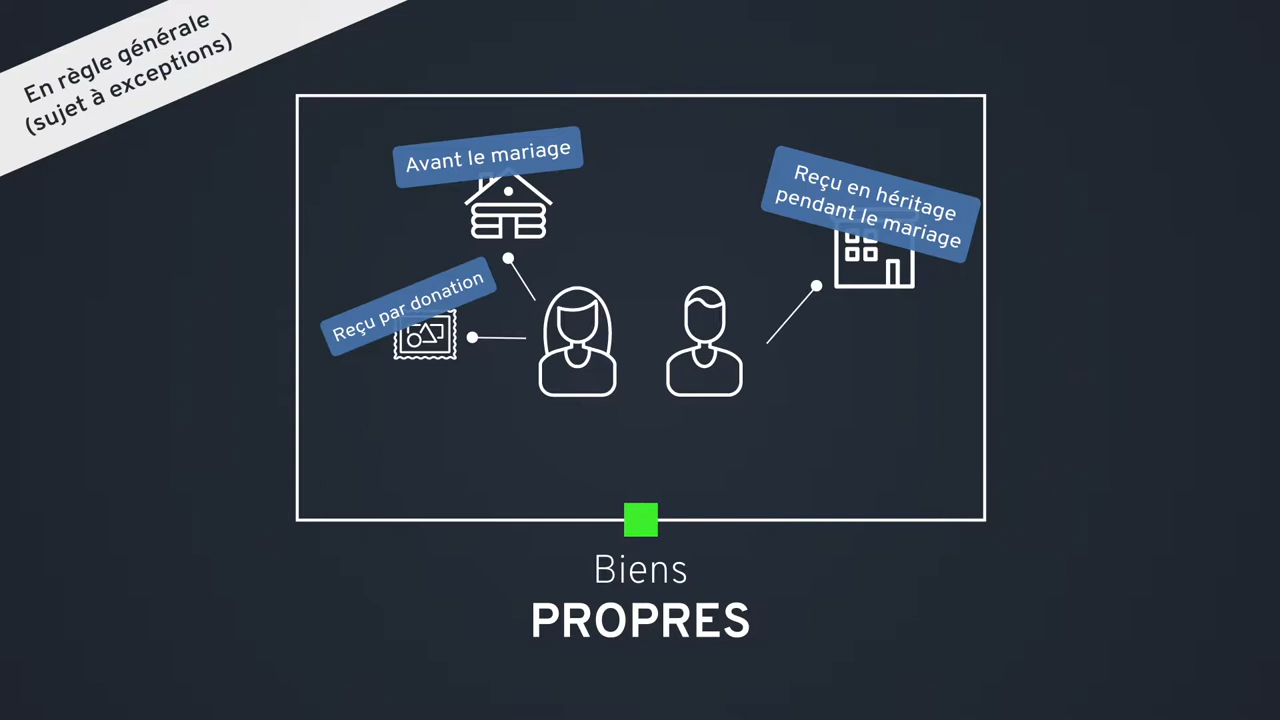 En règle générale
(sujet à exceptions)
Avant le mariage
Reçu en héritage
pendant le mariage
Reçu par donation
Biens
PROPRES